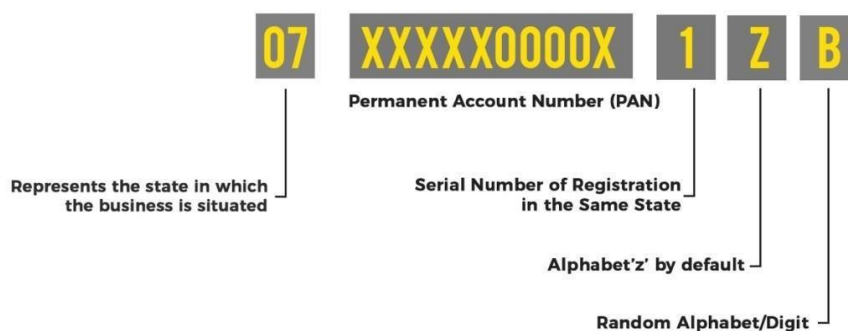 07 XXXXX0000X 1 Z B
Permanent Account Number (PAN)
Represents the state in which
the business is situated
Serial Number of Registration
in the Same State
Alphabet'z' by default
Random Alphabet/Digit